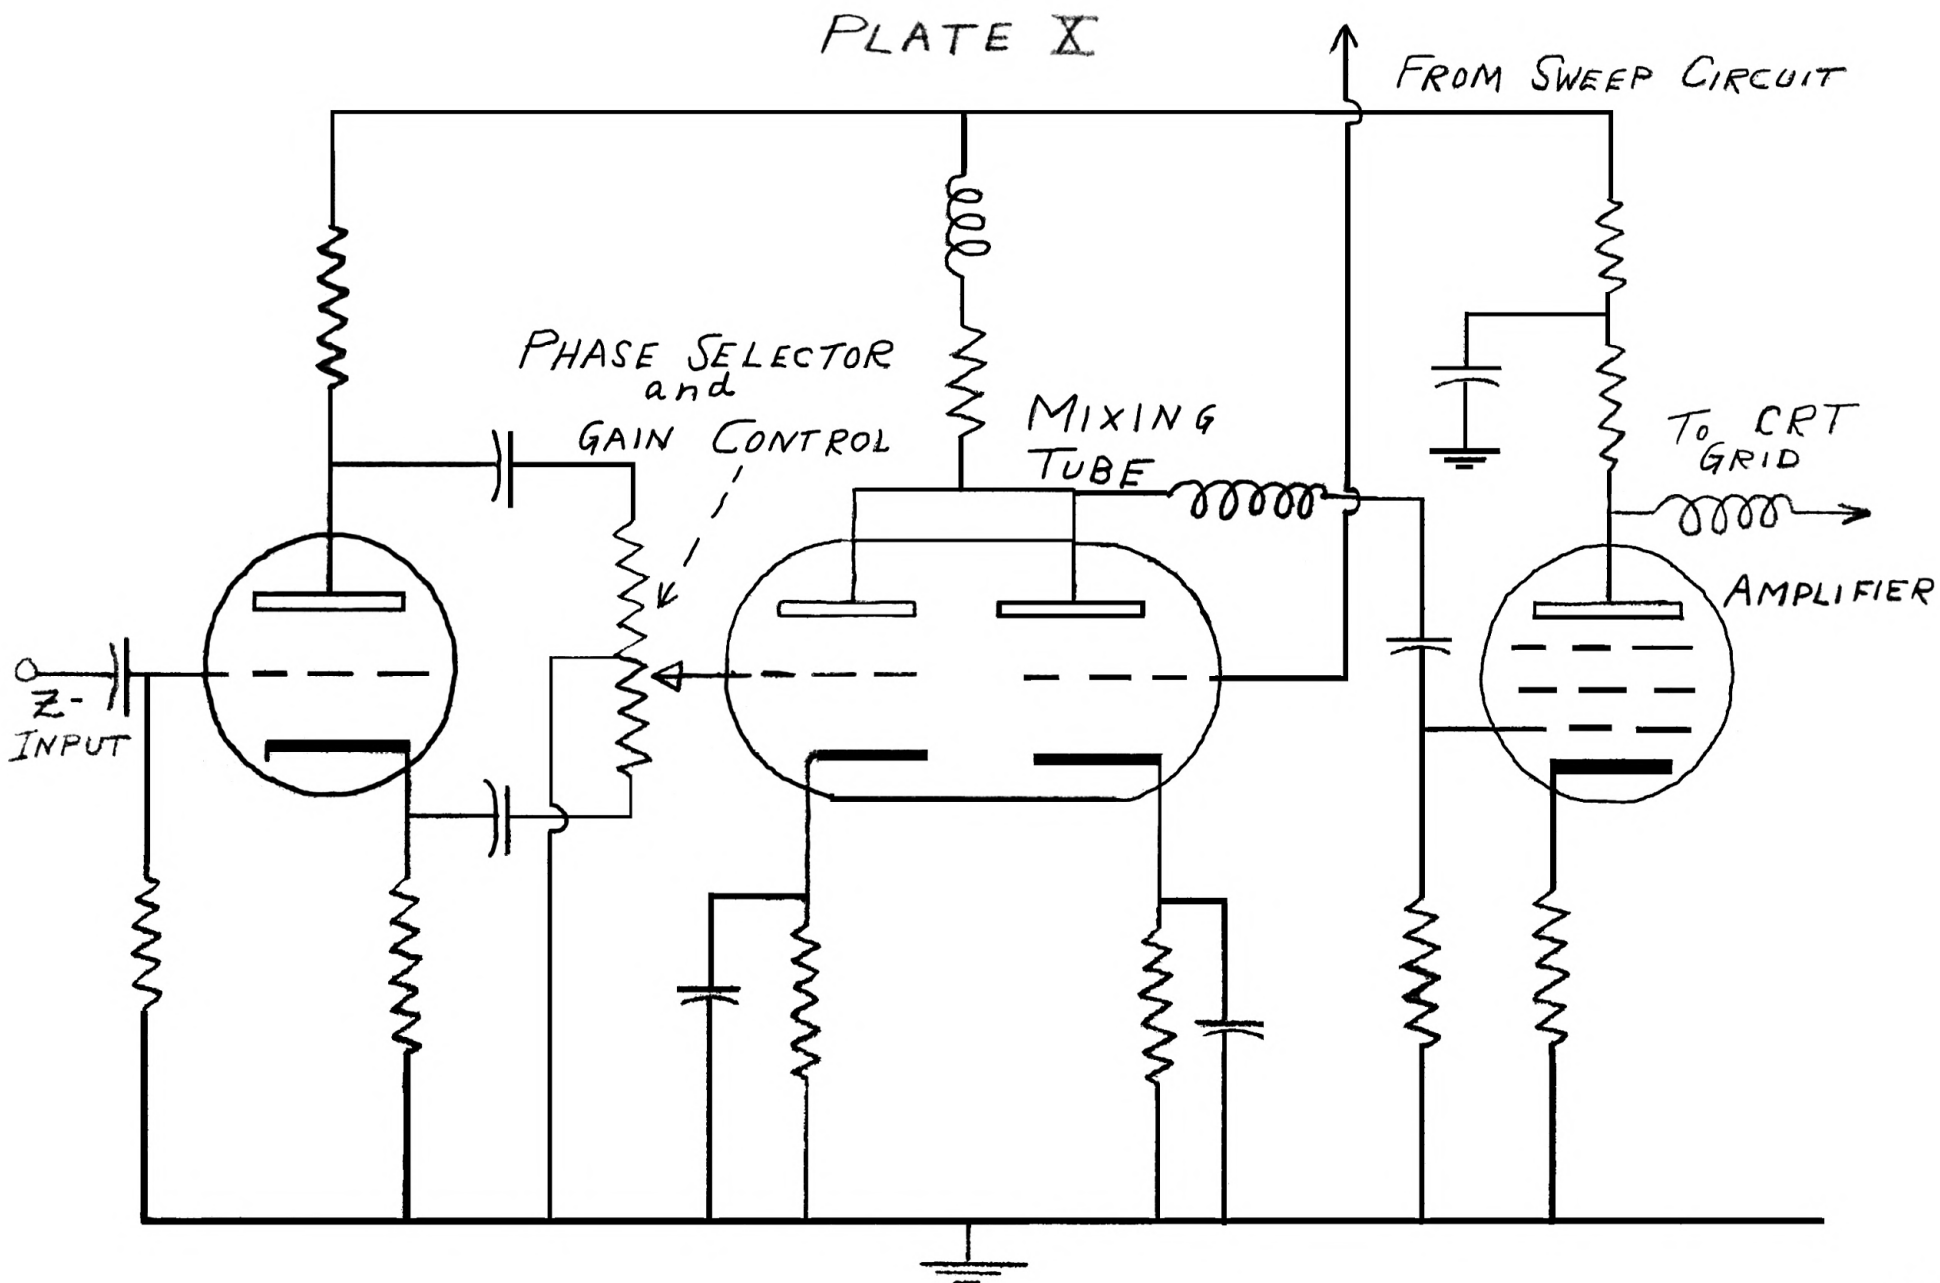 PLATE X
FROM SWEEP CIRCUIT
PHASE SELECTOR
and
GAIN CONTROL
MIXING
TUBE
TO CRT
GRID
AMPLIFIER
Z-
INPUT